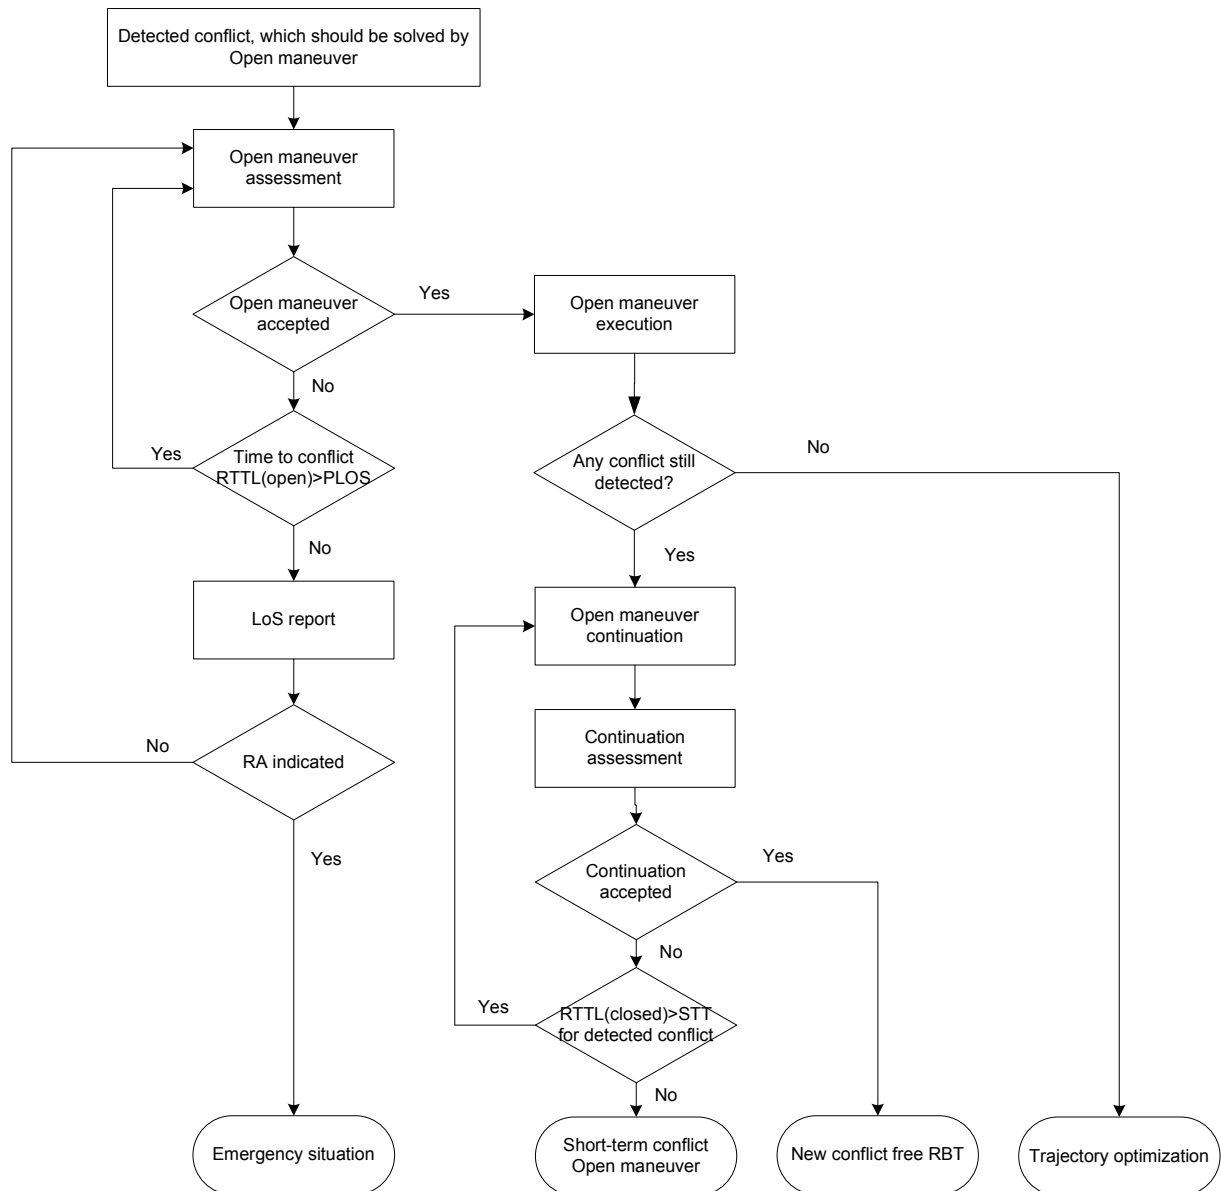 Detected conflict, which should be solved by
Open maneuver
Open maneuver
assessment
Open maneuver
accepted
Yes
Open maneuver
execution
No
Time to conflict
RTTL(open)>PLOS
Yes
Any conflict still
detected?
No
No
Yes
LoS report
Open maneuver
continuation
RA indicated
No
Continuation
assessment
Yes
Continuation
accepted
Yes
No
RTTL(closed)>STT
for detected conflict
Yes
No
Emergency situation
Short-term conflict
Open maneuver
New conflict free RBT
Trajectory optimization